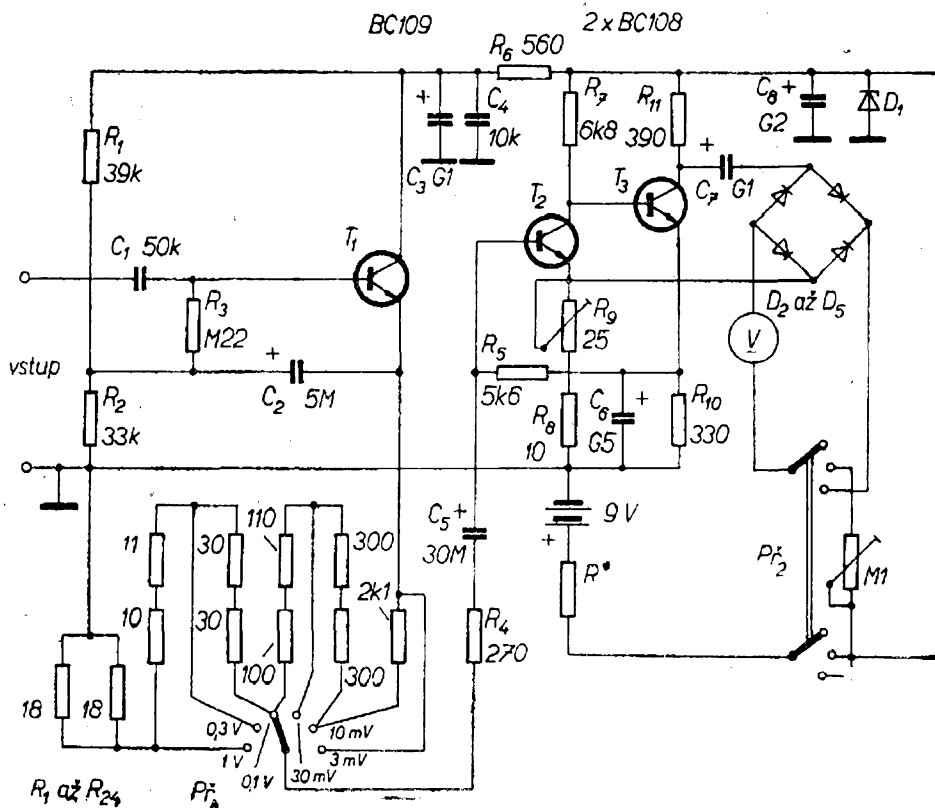 BC109
2 x BC108
R6 560
R1
39k
C3 G1
C4
10k
R7
6k8
R11
390
C8 +
G2
D1
C1 50k
T1
T2
T3
+
C7 G1
R3
M22
vstup
+
C2 5M
R9
25
D2 až D5
V
R5
5k6
R2
33k
R8
10
C6 +
G5
R10
330
11
30
110
300
2k1
C5 +
30M
9V
+
R*
Př2
M1
10
30
100
300
R4
270
18
18
0,3 V
1 V
0,1 V
30 mV
10 mV
3 mV
R1 až R24